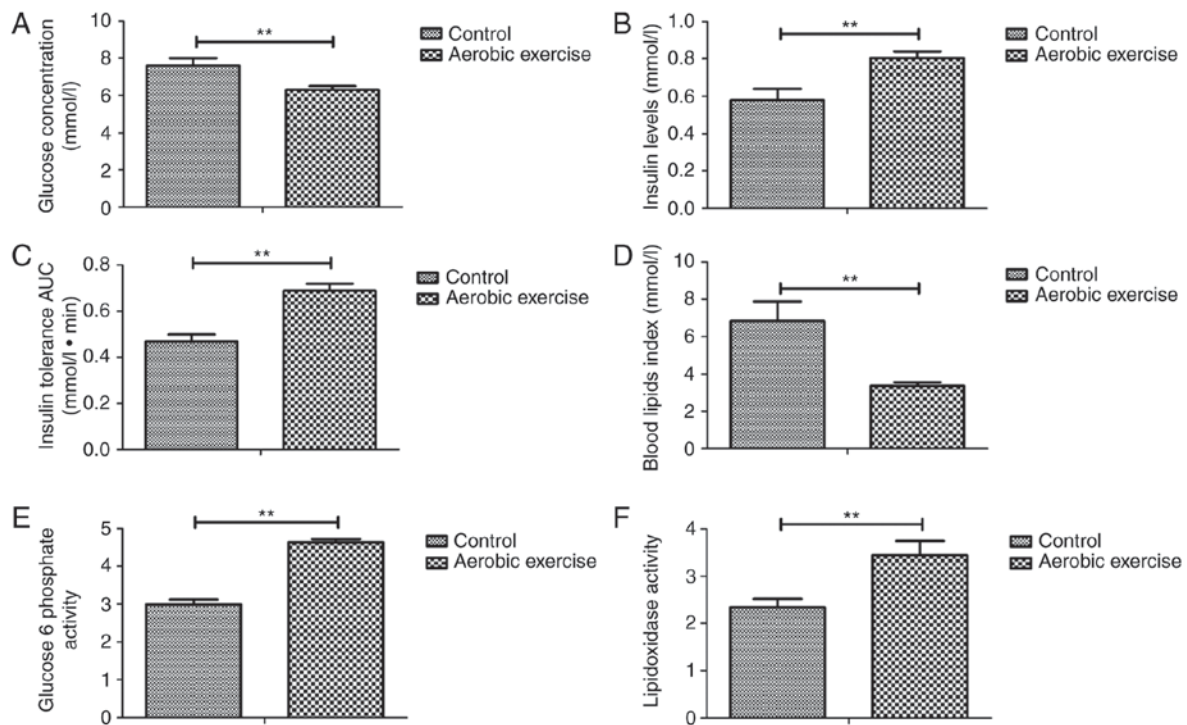 A
Glucose concentration
(mmol/l)
10
8
6
4
2
0
**
Control
Aerobic exercise
B
Insulin levels (mmol/l)
1.0
0.8
0.6
0.4
0.2
0.0
**
Control
Aerobic exercise
C
Insulin tolerance AUC
(mmol/l • min)
0.8
0.6
0.4
0.2
0.0
**
Control
Aerobic exercise
D
Blood lipids index (mmol/l)
10
8
6
4
2
0
**
Control
Aerobic exercise
E
Glucose 6 phosphate
activity
5
4
3
2
1
0
**
Control
Aerobic exercise
F
Lipidoxidase activity
4
3
2
1
0
**
Control
Aerobic exercise